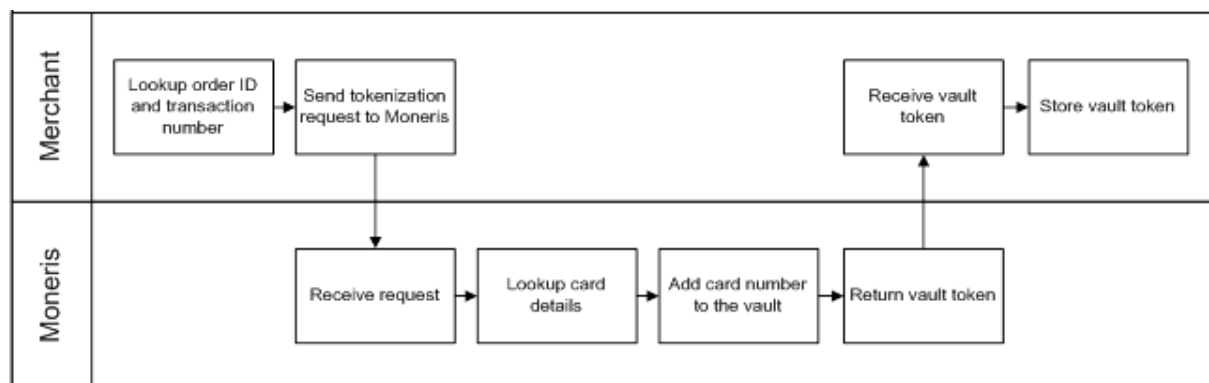 Merchant
Lookup order ID
and transaction
number
Send tokenization
request to Moneris
Receive vault
token
Store vault token
Moneris
Receive request
Lookup card
details
Add card number
to the vault
Return vault token